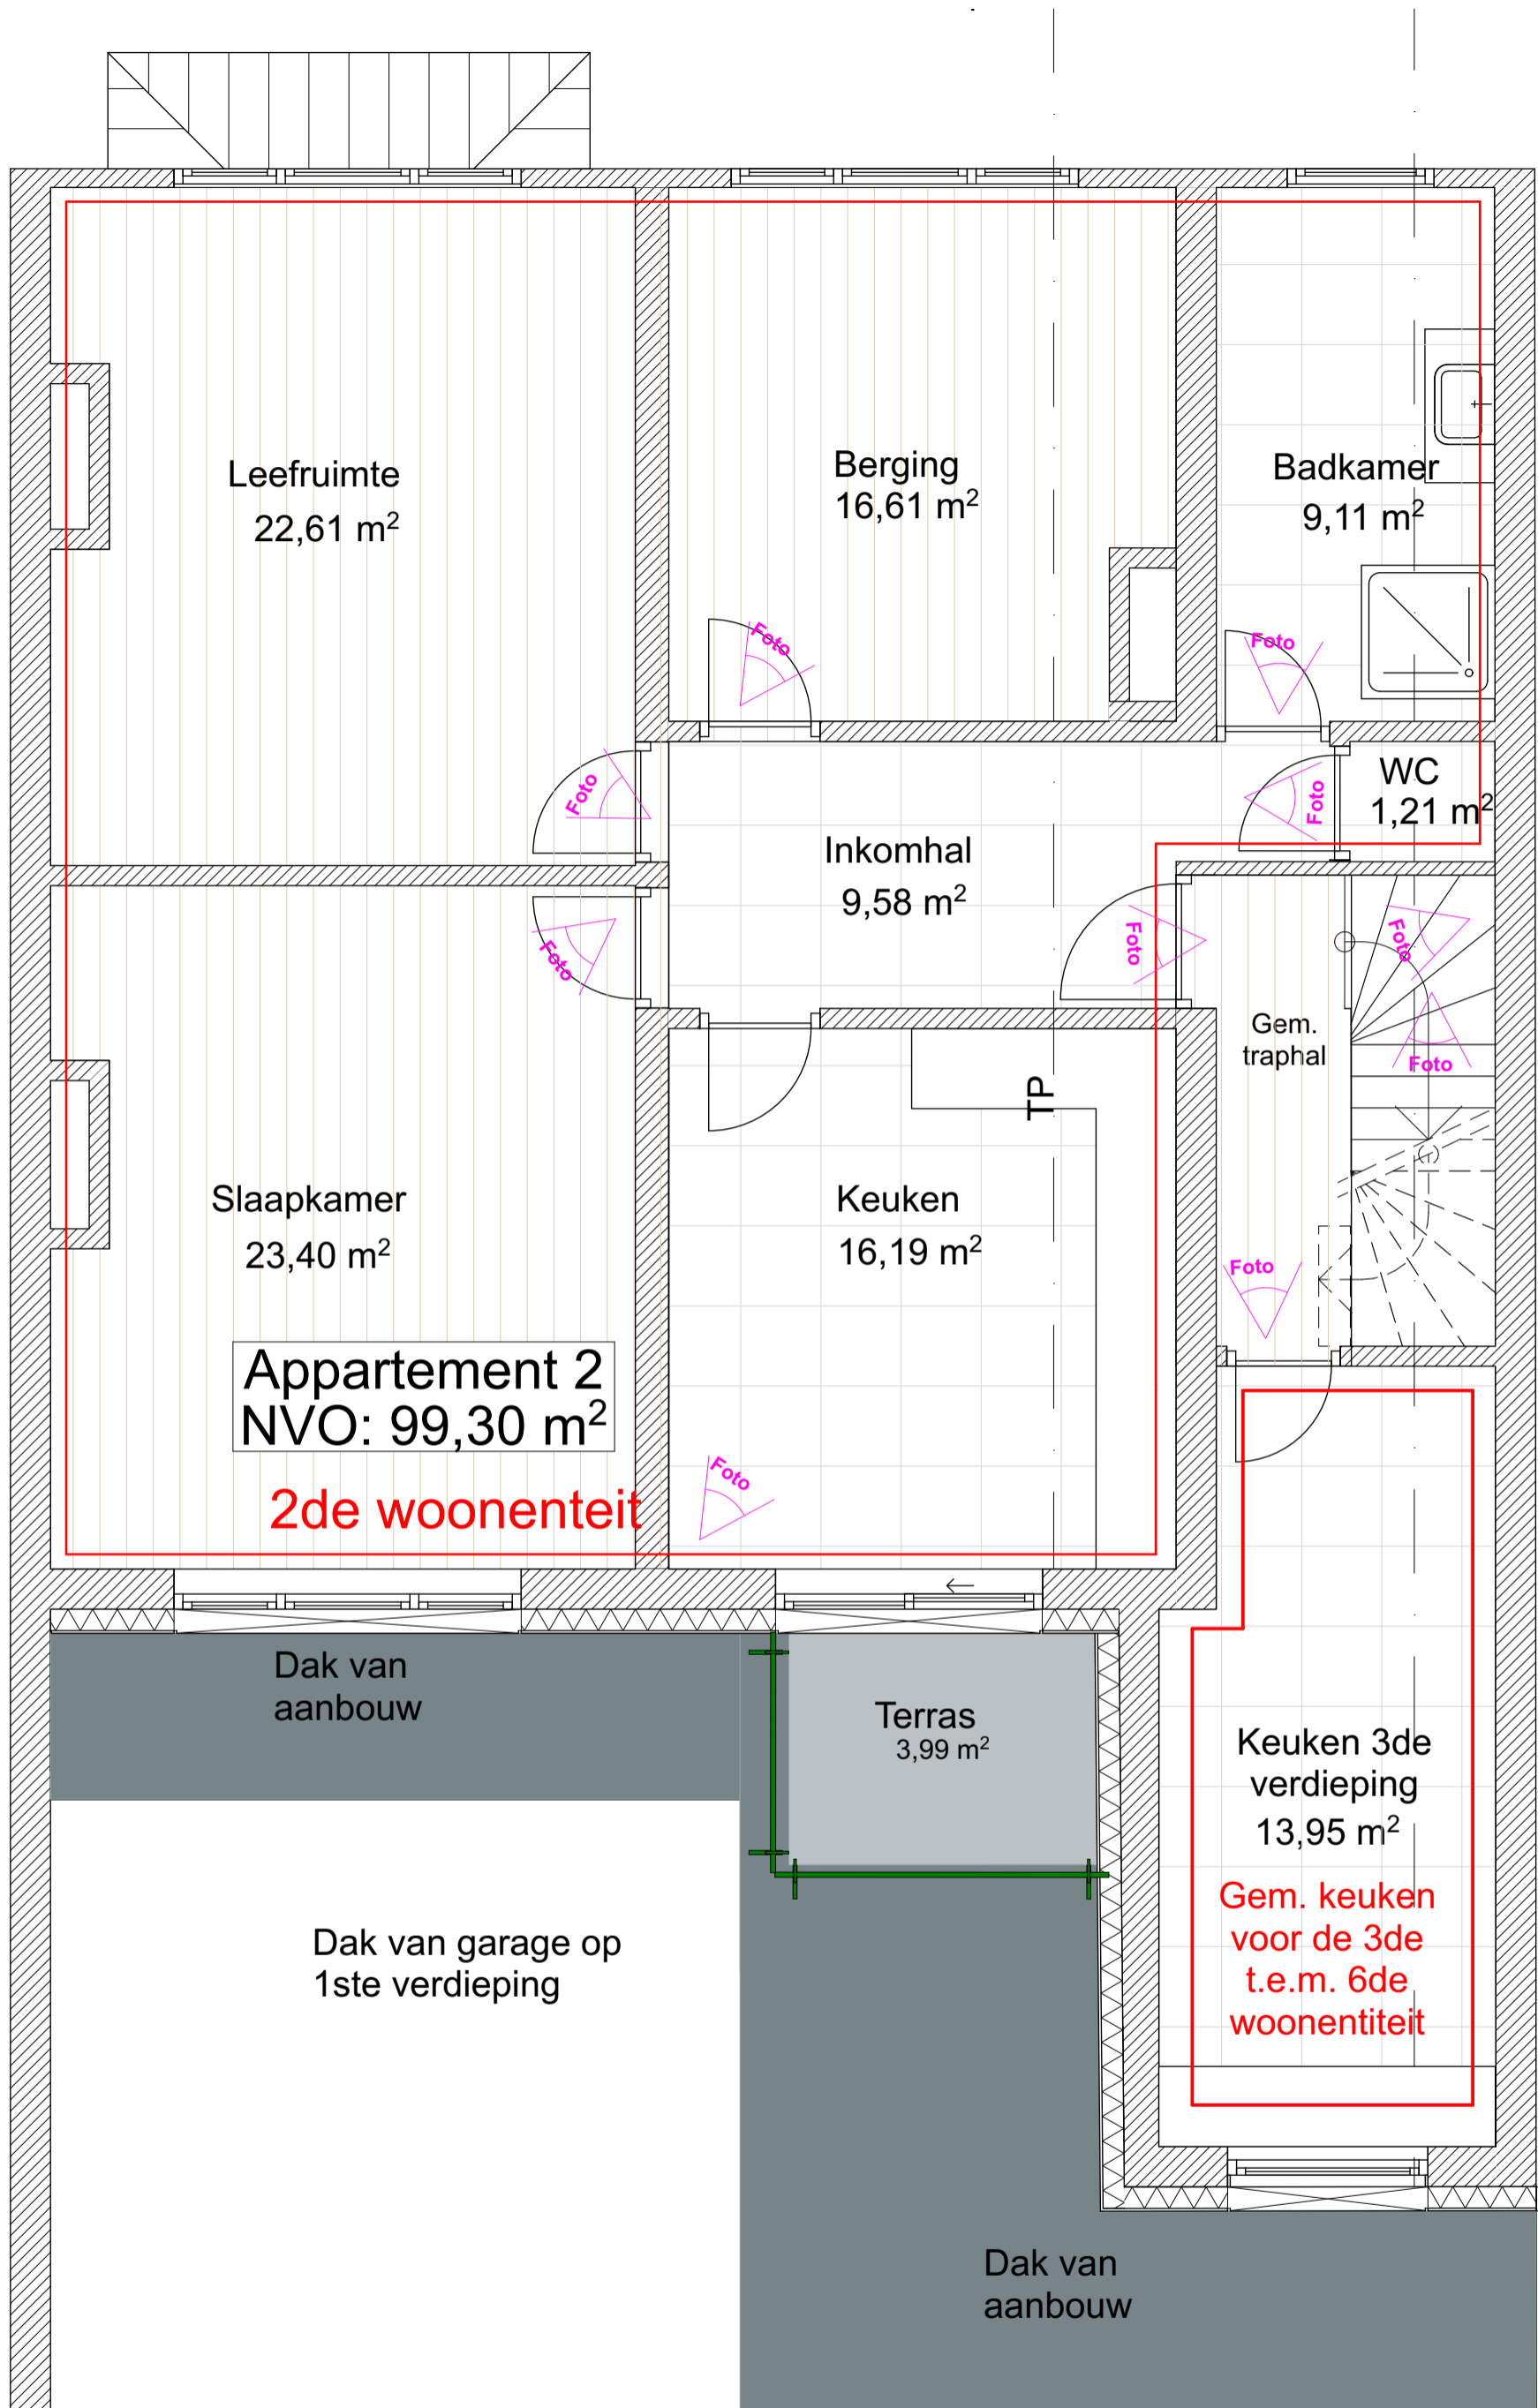 Leefruimte
22,61 m²
Berging
16,61 m²
Badkamer
9,11 m²
Foto
Foto
Foto
Foto
WC
1,21 m²
Inkomhal
9,58 m²
Foto
Foto
Foto
Foto
Gem.
traphal
TP
Slaapkamer
23,40 m²
Keuken
16,19 m²
Foto
Appartement 2
NVO: 99,30 m²
2de woonenteit
Foto
Dak van
aanbouw
Terras
3,99 m²
Keuken 3de
verdieping
13,95 m²
Gem. keuken
voor de 3de
t.e.m. 6de
woonentiteit
Dak van garage op
1ste verdieping
Dak van
aanbouw